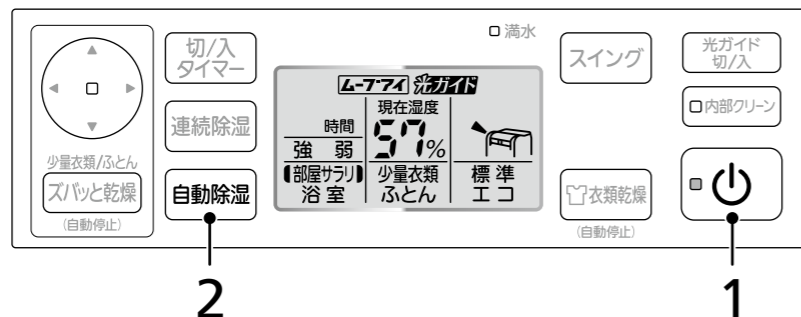 満水
切/入
タイマー
スイング
光ガイド
切/入
ムーブアイ 光ガイド
現在湿度
時間
57%
強 弱
連続除湿
内部クリーン
少量衣類/ふとん
ズバッと乾燥
(自動停止)
自動除湿
【部屋サラリ】 少量衣類 標準
浴室 ふとん エコ
衣類乾燥
(自動停止)
2
1